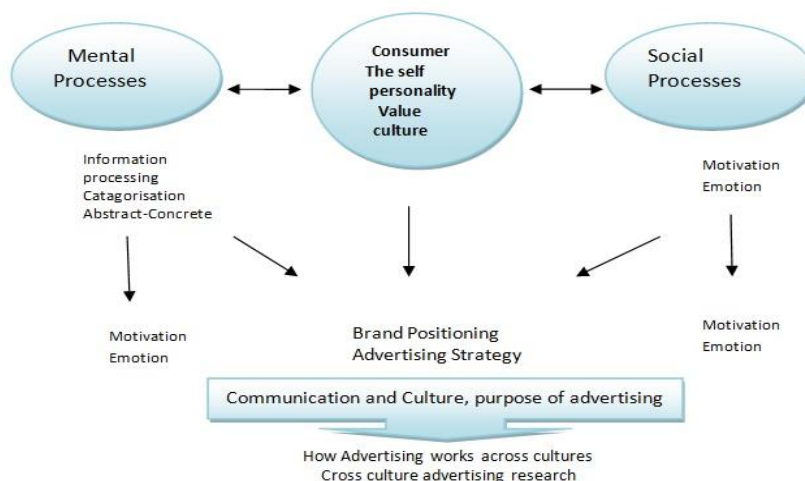 Mental
Processes
Consumer
The self
personality
Value
culture
Social
Processes
Information
processing
Catagorisation
Abstract-Concrete
Motivation
Emotion
Motivation
Emotion
Brand Positioning
Advertising Strategy
Motivation
Emotion
Communication and Culture, purpose of advertising
How Advertising works across cultures
Cross culture advertising research